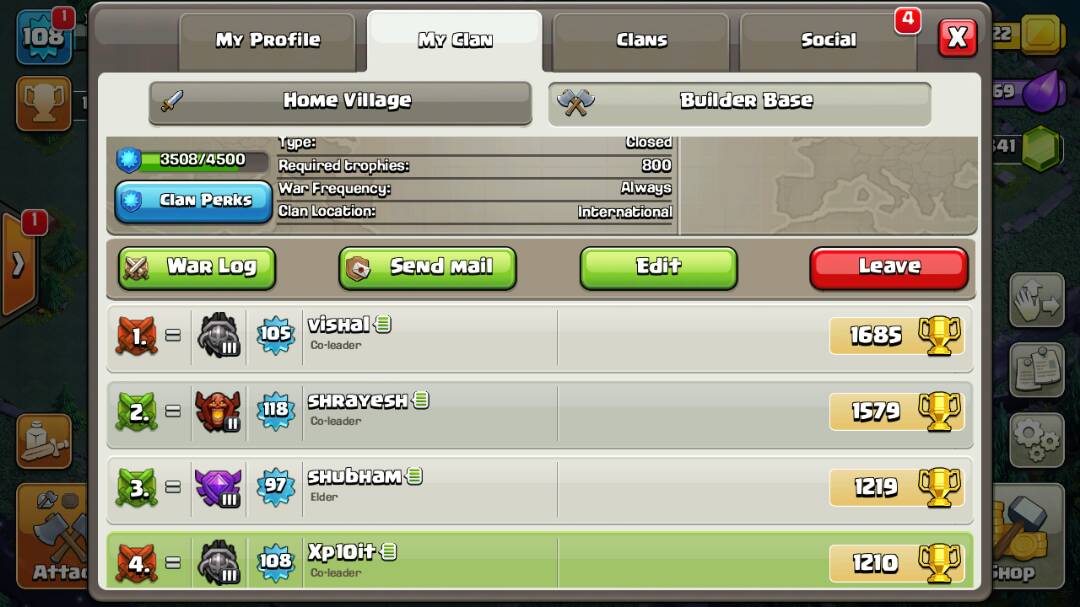 1
108
My Profile
My Clan
Clans
Social
4
X
22
Home Village
Builder Base
59
341
1
3508/4500
Clan Perks
Type:
Closed
Required trophies:
800
War Frequency:
Always
Clan Location:
International
War Log
Send mail
Edit
Leave
1. =
III
105
vishal
Co-leader
1685
2. =
II
118
shrayesh
Co-leader
1579
3. =
III
97
shubham
Elder
1219
4. =
III
108
Xp10it
Co-leader
1210
Shop